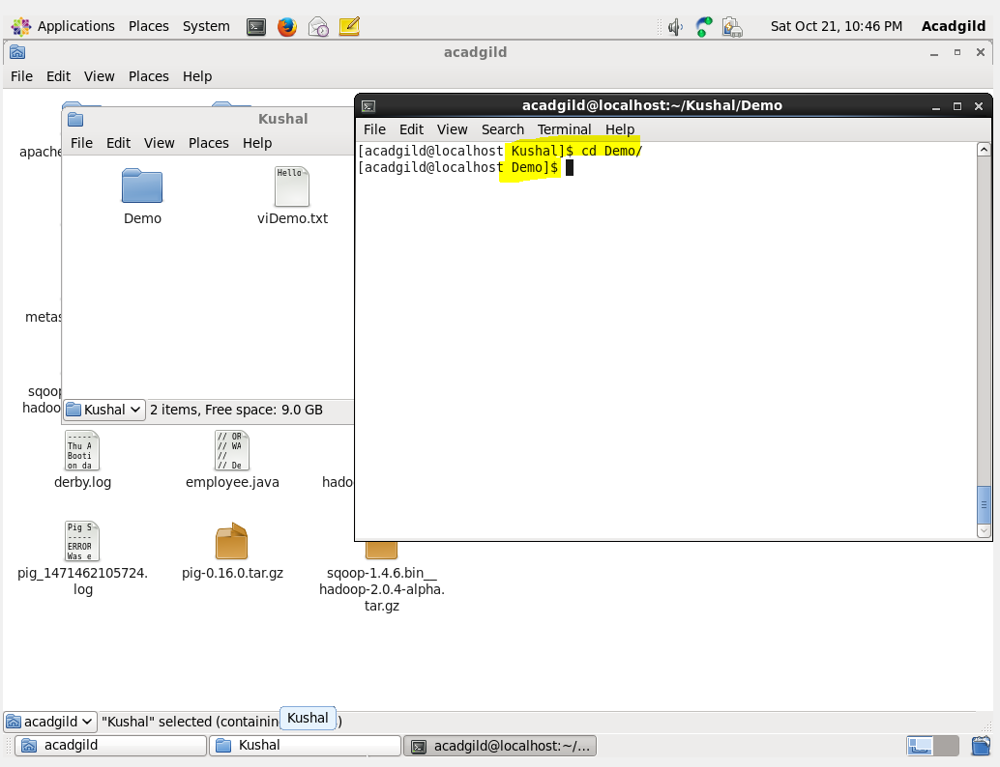 Applications Places System Sat Oct 21, 10:46 PM Acadgild
acadgild
File Edit View Places Help
apache
metas
sqoop
hadoo
Kushal
File Edit View Places Help
Hello
Demo
viDemo.txt
Kushal 2 items, Free space: 9.0 GB
acadgild@localhost:~/Kushal/Demo
File Edit View Search Terminal Help
[acadgild@localhost Kushal]$ cd Demo/
[acadgild@localhost Demo]$
-----
Thu A
Booti
on da
derby.log
// OR
// WA
//
// De
employee.java
hado
Pig S
-----
ERROR
Was e
pig_1471462105724.
log
pig-0.16.0.tar.gz
sqoop-1.4.6.bin__
hadoop-2.0.4-alpha.
tar.gz
acadgild "Kushal" selected (containin )
Kushal
acadgild Kushal acadgild@localhost:~/...